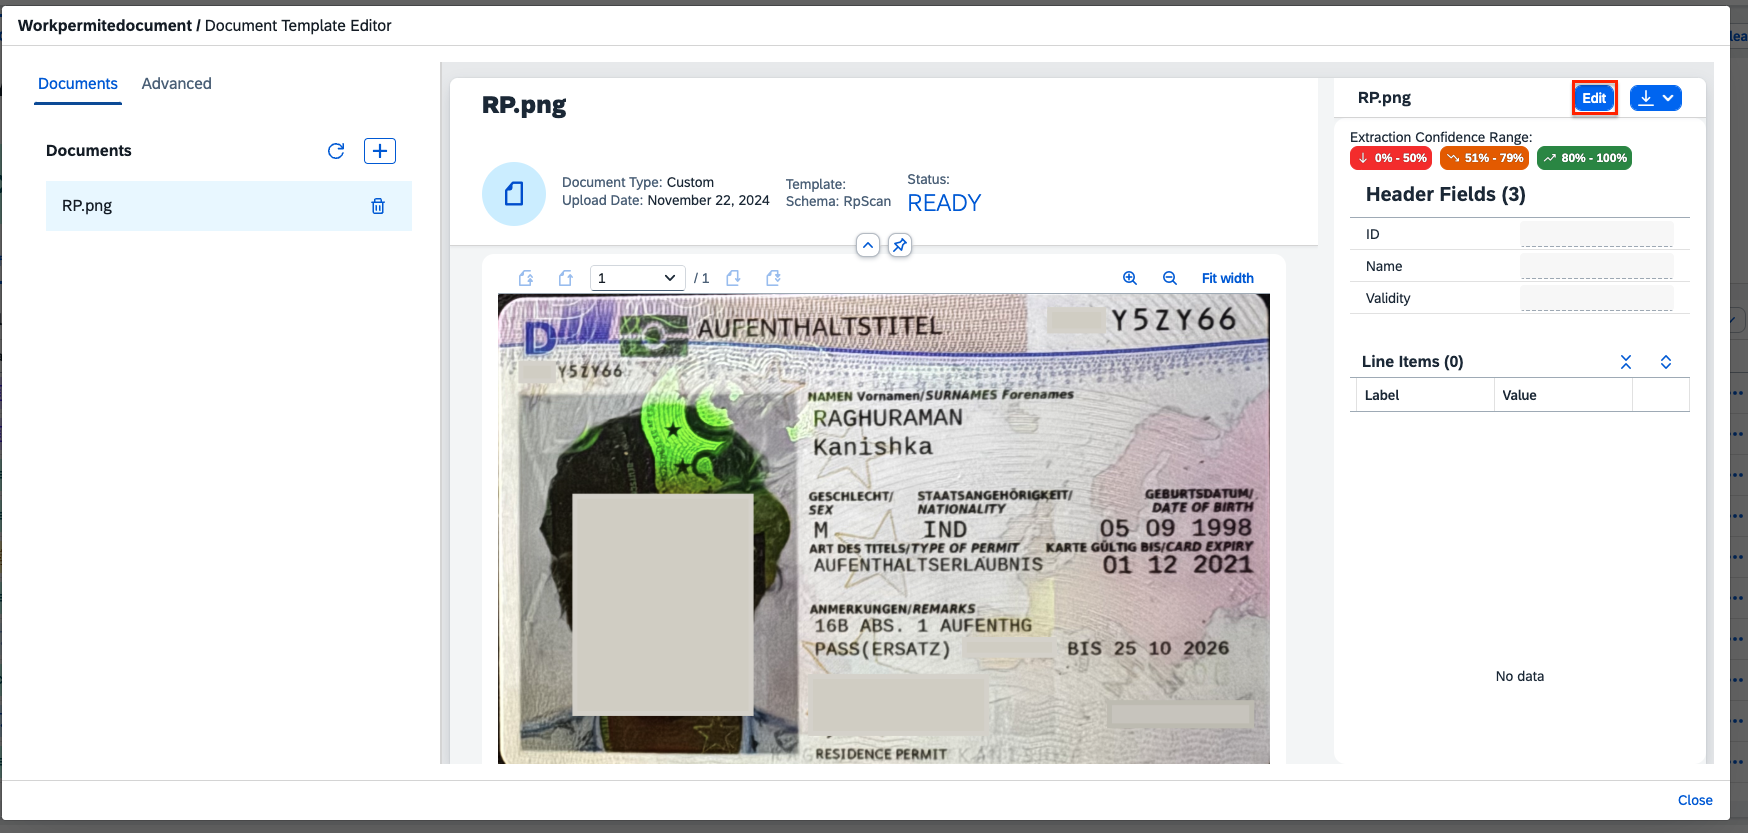 Workpermitedocument / Document Template Editor
Documents
Advanced
Documents
RP.png
RP.png
Document Type: Custom
Upload Date: November 22, 2024
Template:
Schema: RpScan
Status:
READY
1
/ 1
Fit width
D
AUFENTHALTSTITEL
Y5ZY66
Y5ZY66
NAMEN Vornamen/SURNAMES Forenames
RAGHURAMAN
Kanishka
GESCHLECHT/
SEX
STAATSANGEHÖRIGKEIT/
NATIONALITY
GEBURTSDATUM/
DATE OF BIRTH
M
IND
05 09 1998
ART DES TITELS/TYPE OF PERMIT
KARTE GÜLTIG BIS/CARD EXPIRY
AUFENTHALTSERLAUBNIS
01 12 2021
ANMERKUNGEN/REMARKS
16B ABS. 1 AUFENTHG
PASS(ERSATZ)
BIS 25 10 2026
RESIDENCE PERMIT
RP.png
Edit
Extraction Confidence Range:
0% - 50%
51% - 79%
80% - 100%
Header Fields (3)
ID
Name
Validity
Line Items (0)
Label
Value
No data
Close